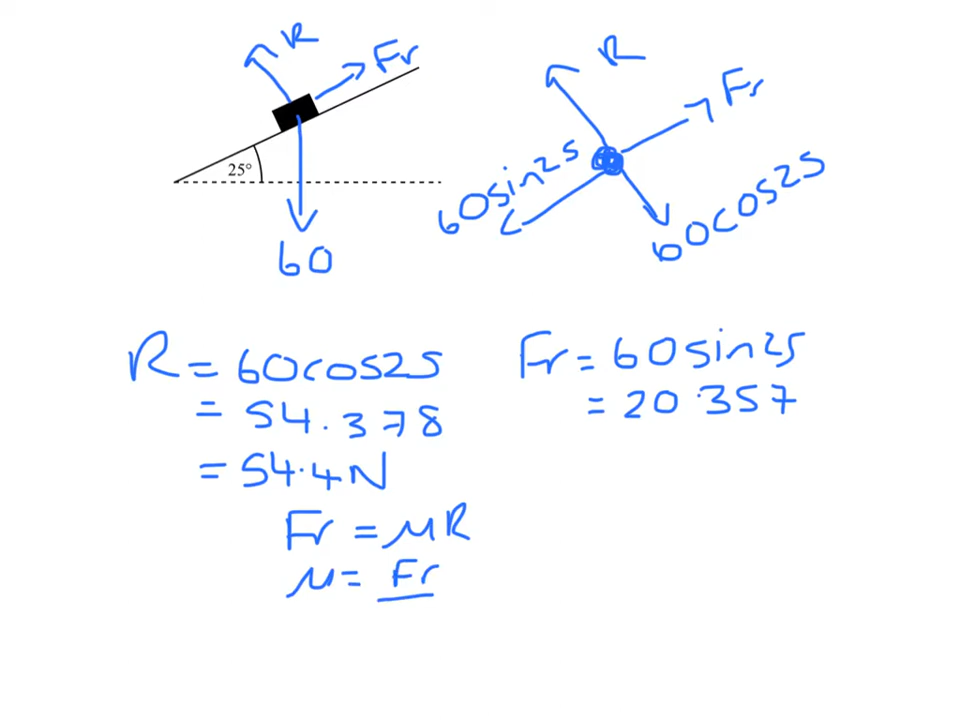 R
Fr
25°
60
R
Fr
60sin25
60cos25
R = 60cos25
= 54.378
= 54.4N
Fr = 60sin25
= 20.357
Fr = μR
μ = Fr